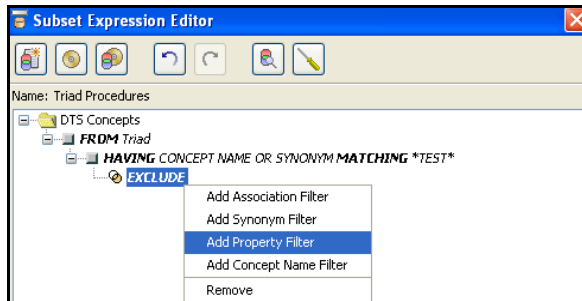 Subset Expression Editor
Name: Triad Procedures
DTS Concepts
FROM Triad
HAVING CONCEPT NAME OR SYNONYM MATCHING *TEST*
EXCLUDE
Add Association Filter
Add Synonym Filter
Add Property Filter
Add Concept Name Filter
Remove